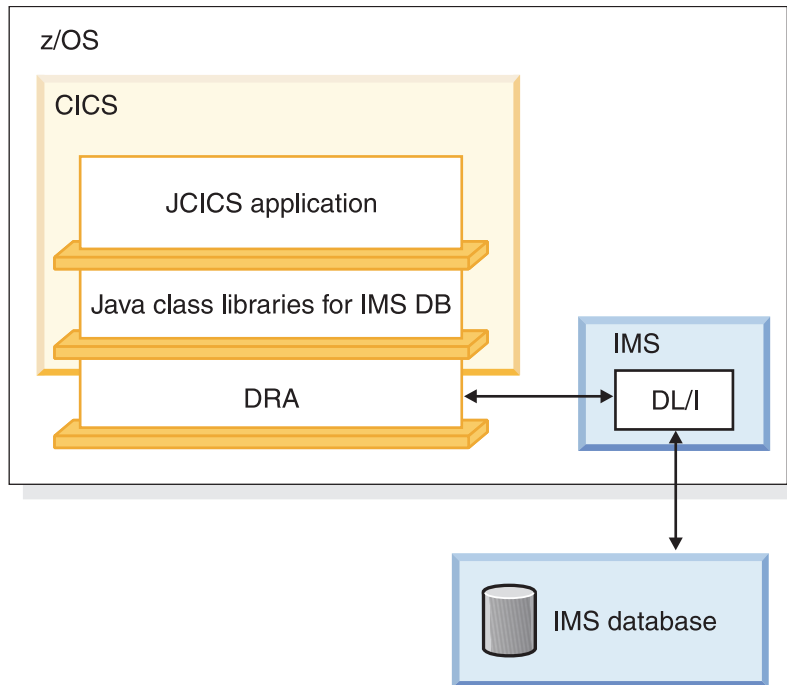 z/OS
CICS
JCICS application
Java class libraries for IMS DB
DRA
IMS
DL/I
IMS database